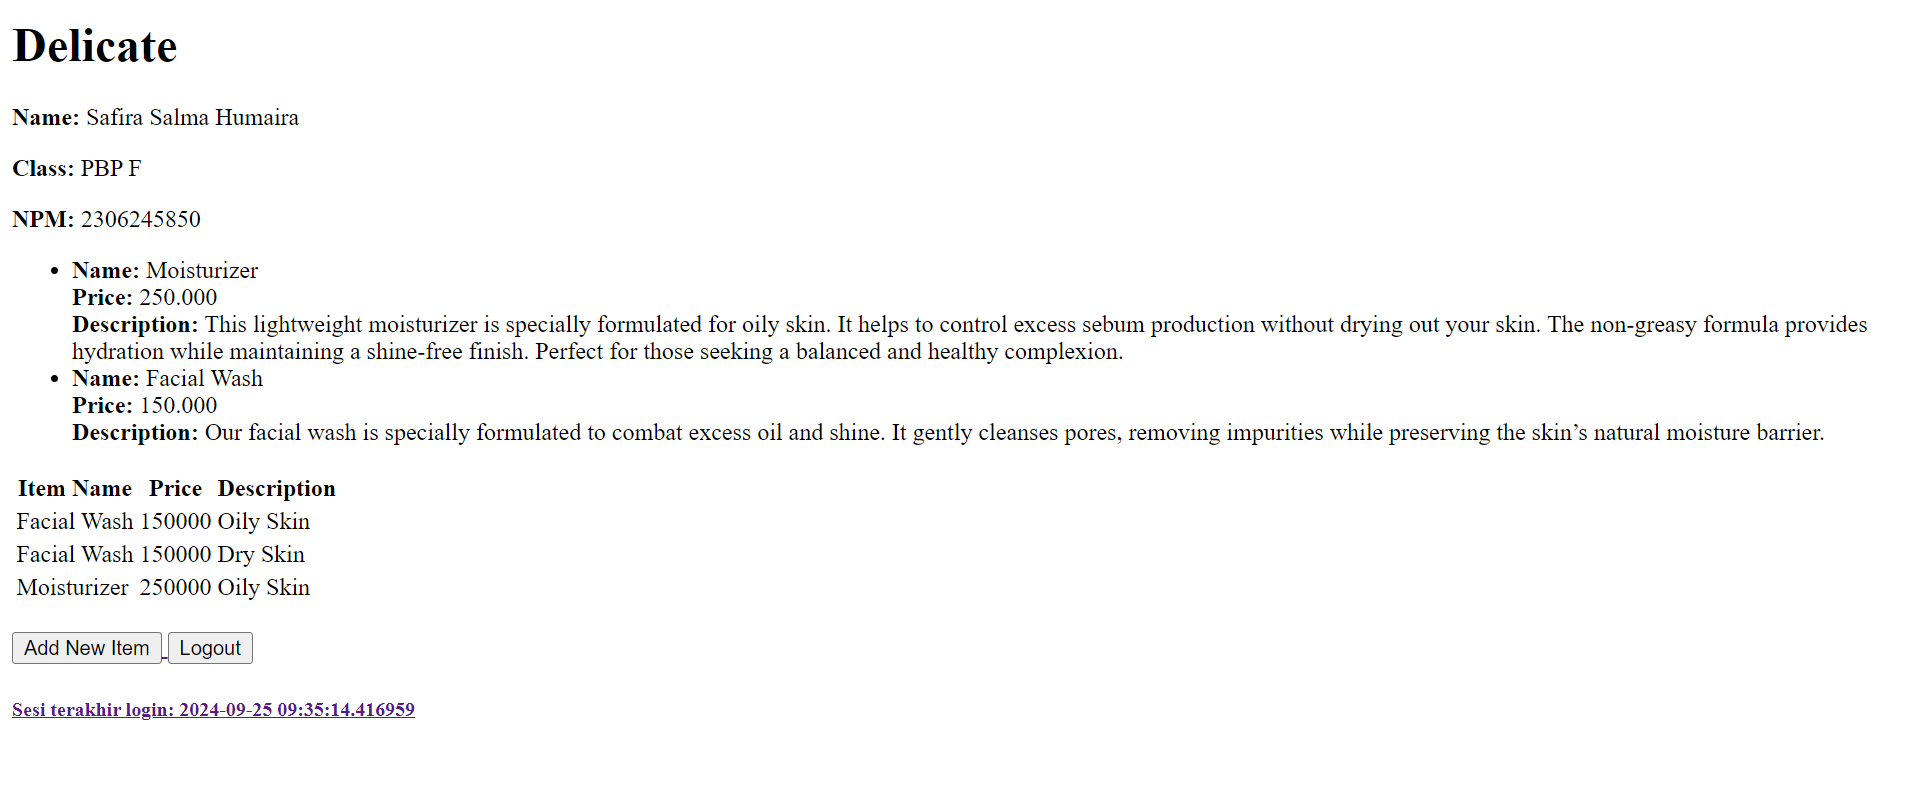 Delicate
Name: Safira Salma Humaira
Class: PBP F
NPM: 2306245850
Name: Moisturizer
Price: 250.000
Description: This lightweight moisturizer is specially formulated for oily skin. It helps to control excess sebum production without drying out your skin. The non-greasy formula provides
hydration while maintaining a shine-free finish. Perfect for those seeking a balanced and healthy complexion.
Name: Facial Wash
Price: 150.000
Description: Our facial wash is specially formulated to combat excess oil and shine. It gently cleanses pores, removing impurities while preserving the skin’s natural moisture barrier.
Item Name Price Description
Facial Wash 150000 Oily Skin
Facial Wash 150000 Dry Skin
Moisturizer 250000 Oily Skin
Add New Item Logout
Sesi terakhir login: 2024-09-25 09:35:14.416959